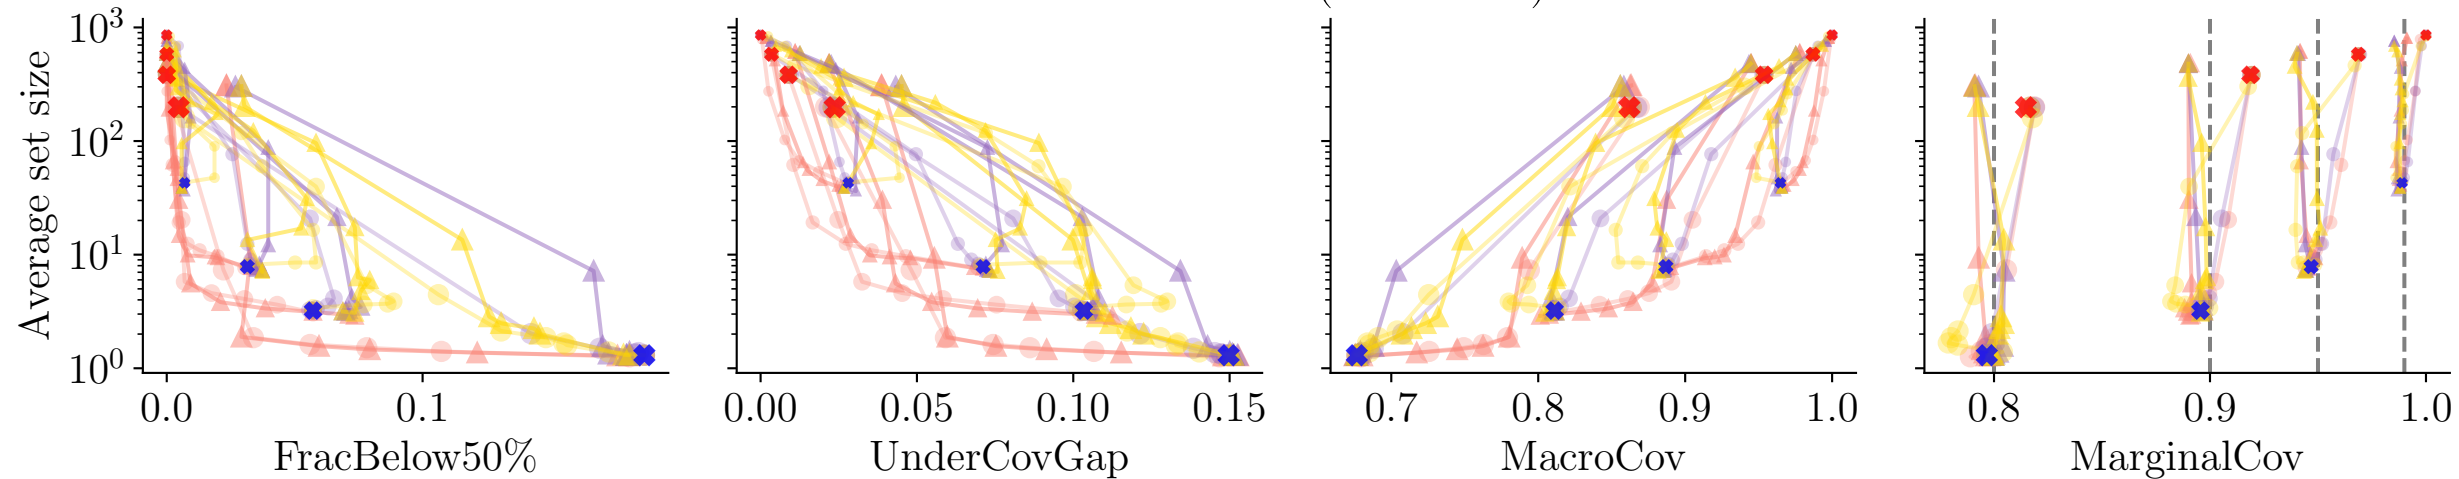 Average set size
10^3
10^2
10^1
10^0
0.0 0.1
FracBelow50%
0.00 0.05 0.10 0.15
UnderCovGap
0.7 0.8 0.9 1.0
MacroCov
0.8 0.9 1.0
MarginalCov